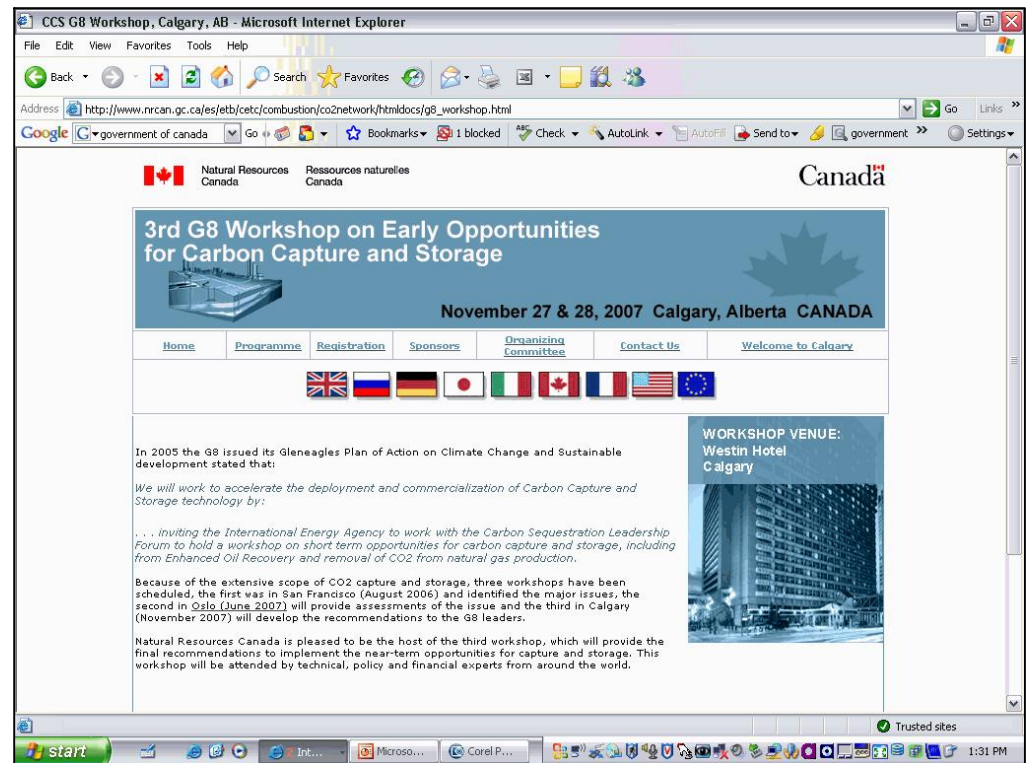 CCS G8 Workshop, Calgary, AB - Microsoft Internet Explorer
File Edit View Favorites Tools Help
Back Search Favorites
Address http://www.nrcan.gc.ca/es/etb/cetc/combustion/co2network/htmldocs/g8_workshop.html Go Links »
Google government of canada Go Bookmarks 1 blocked ABC Check AutoLink AutoFill Send to government » Settings
Natural Resources Ressources naturelles
Canada Canada
Canada
3rd G8 Workshop on Early Opportunities
for Carbon Capture and Storage
November 27 & 28, 2007 Calgary, Alberta CANADA
Home Programme Registration Sponsors Organizing
Committee Contact Us Welcome to Calgary
In 2005 the G8 issued its Gleneagles Plan of Action on Climate Change and Sustainable
development stated that:
We will work to accelerate the deployment and commercialization of Carbon Capture and
Storage technology by:
. . . inviting the International Energy Agency to work with the Carbon Sequestration Leadership
Forum to hold a workshop on short term opportunities for carbon capture and storage, including
from Enhanced Oil Recovery and removal of CO2 from natural gas production.
Because of the extensive scope of CO2 capture and storage, three workshops have been
scheduled, the first was in San Francisco (August 2006) and identified the major issues, the
second in Oslo (June 2007) will provide assessments of the issue and the third in Calgary
(November 2007) will develop the recommendations to the G8 leaders.
Natural Resources Canada is pleased to be the host of the third workshop, which will provide the
final recommendations to implement the near-term opportunities for capture and storage. This
workshop will be attended by technical, policy and financial experts from around the world.
WORKSHOP VENUE:
Westin Hotel
Calgary
Trusted sites
start Int... Microso... Corel P... 1:31 PM